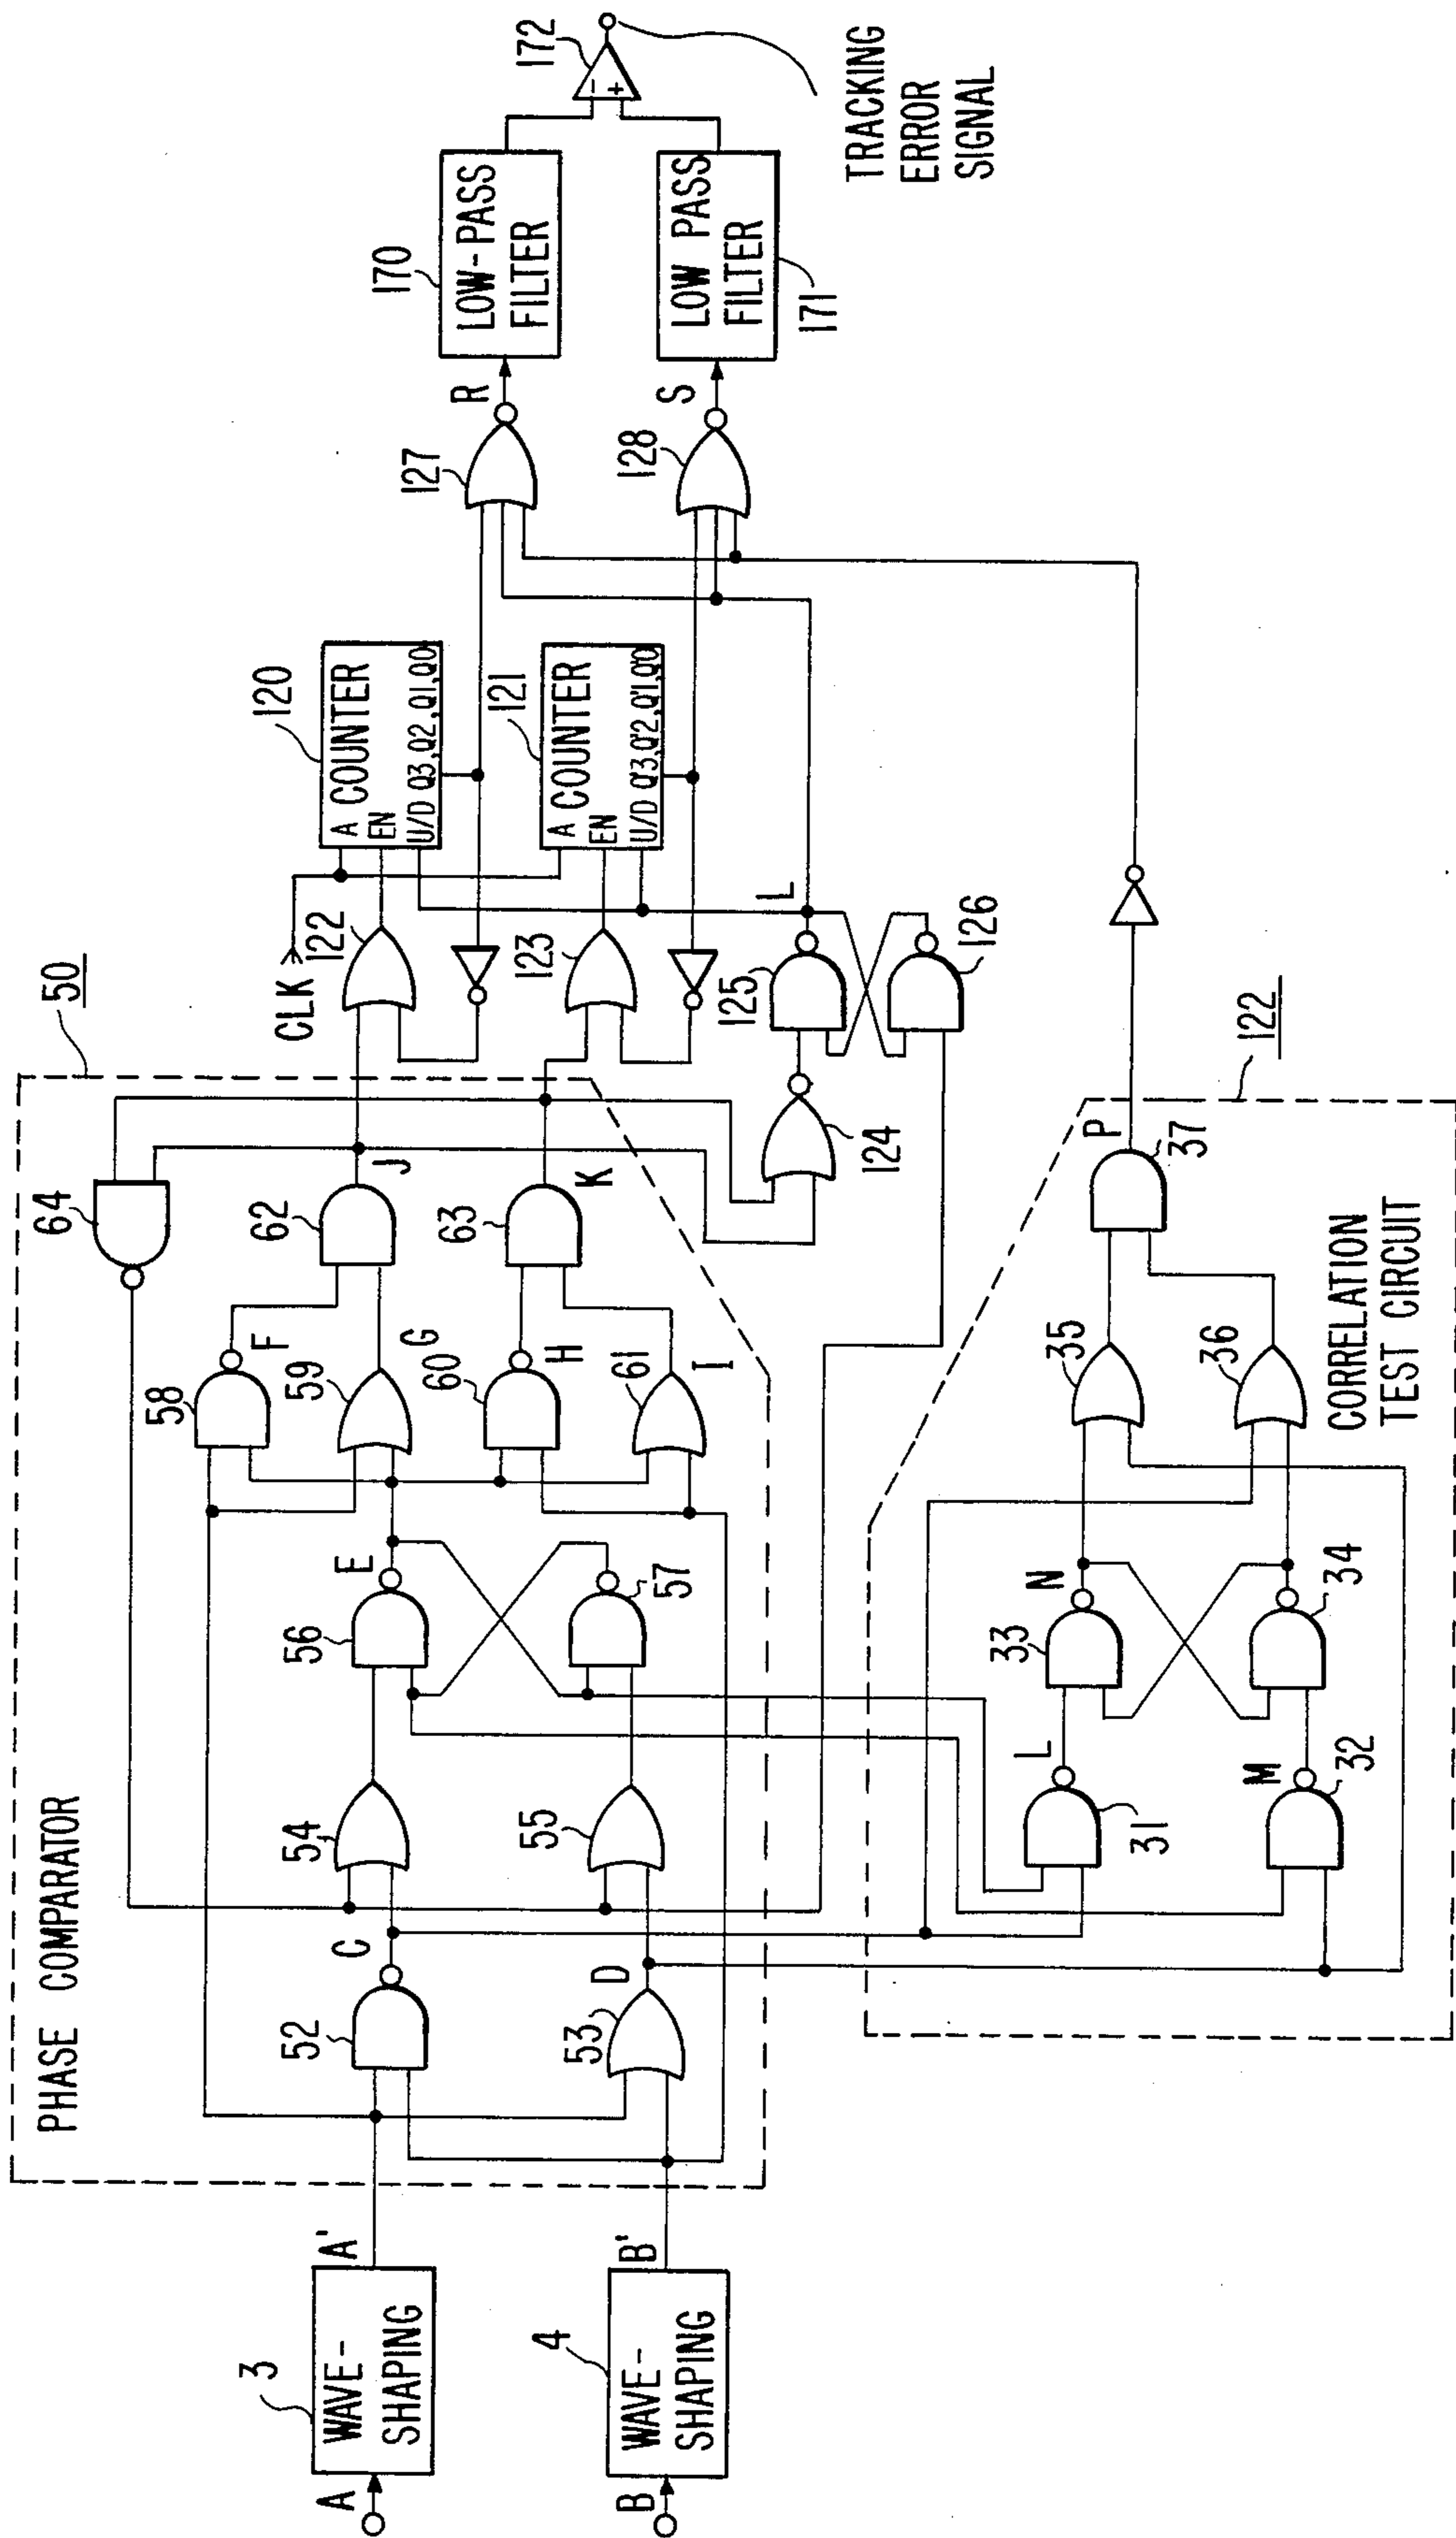 A
3
WAVE-
SHAPING
A'
B
4
WAVE-
SHAPING
B'
PHASE COMPARATOR
50
52
C
53
D
54
55
56
E
57
58
F
59
G
60
H
61
I
62
J
63
K
64
CLK
122
123
124
120
A COUNTER
EN
U/D Q3,Q2,Q1,Q0
121
A COUNTER
EN
U/D Q'3,Q'2,Q'1,Q'0
125
L
126
127
R
128
S
170
LOW-PASS
FILTER
LOW PASS
FILTER
171
172
-
+
TRACKING
ERROR
SIGNAL
31
L
32
M
33
N
34
35
36
37
P
122
CORRELATION
TEST CIRCUIT